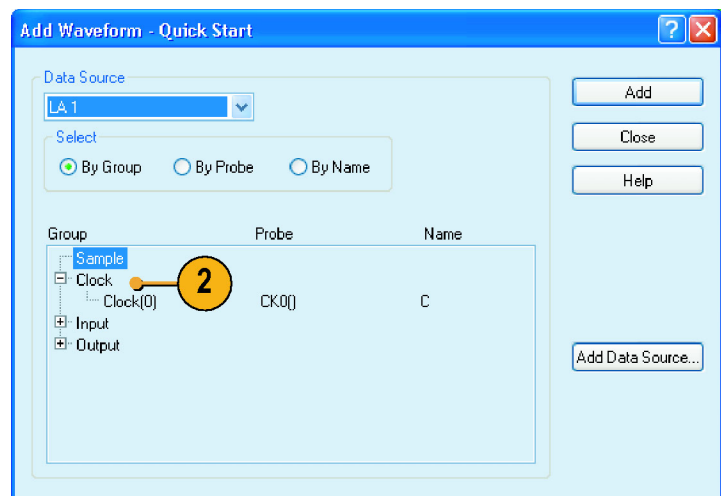 Add Waveform - Quick Start
Data Source
LA 1
Add
Select
Close
By Group By Probe By Name
Help
Group Probe Name
Sample
Clock
2
Clock(0) CK0() C
Input
Output
Add Data Source...